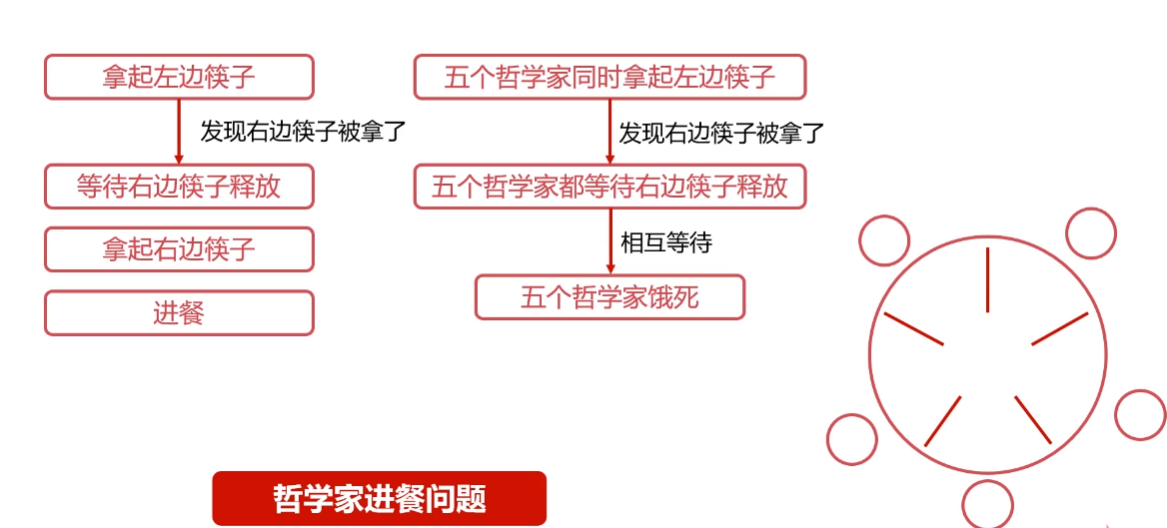 拿起左边筷子
发现右边筷子被拿了
等待右边筷子释放
拿起右边筷子
进餐
五个哲学家同时拿起左边筷子
发现右边筷子被拿了
五个哲学家都等待右边筷子释放
相互等待
五个哲学家饿死
哲学家进餐问题